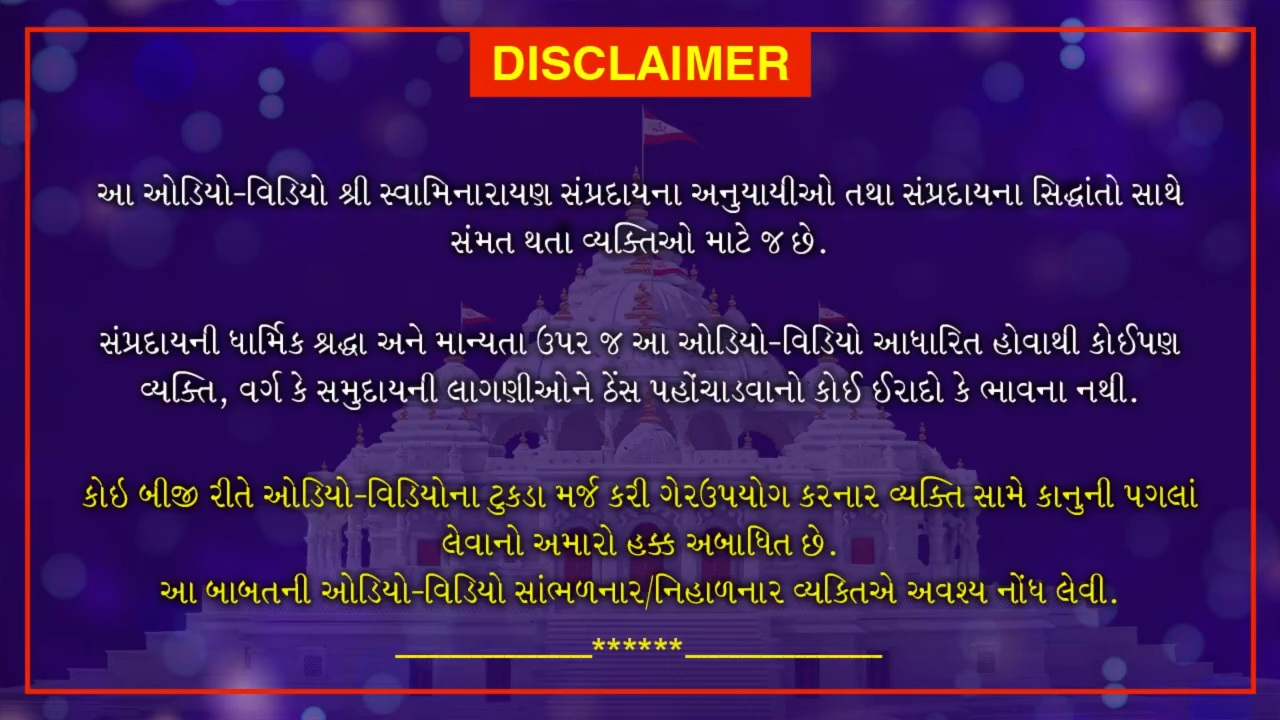 DISCLAIMER
આ ઓડિયો-વિડિયો શ્રી સ્વામિનારાયણ સંપ્રદાયના અનુયાયીઓ તથા સંપ્રદાયના સિદ્ધાંતો સાથે
સંમત થતા વ્યક્તિઓ માટે જ છે.
સંપ્રદાયની ધાર્મિક શ્રદ્ધા અને માન્યતા ઉપર જ આ ઓડિયો-વિડિયો આધારિત હોવાથી કોઈપણ
વ્યક્તિ, વર્ગ કે સમુદાયની લાગણીઓને ઠેંસ પહોંચાડવાનો કોઈ ઈરાદો કે ભાવના નથી.
કોઇ બીજી રીતે ઓડિયો-વિડિયોના ટુકડા મર્જ કરી ગેરઉપયોગ કરનાર વ્યક્તિ સામે કાનુની પગલાં
લેવાનો અમારો હક્ક અબાધિત છે.
આ બાબતની ઓડિયો-વિડિયો સાંભળનાર/નિહાળનાર વ્યકિતએ અવશ્ય નોંધ લેવી.
______________******______________